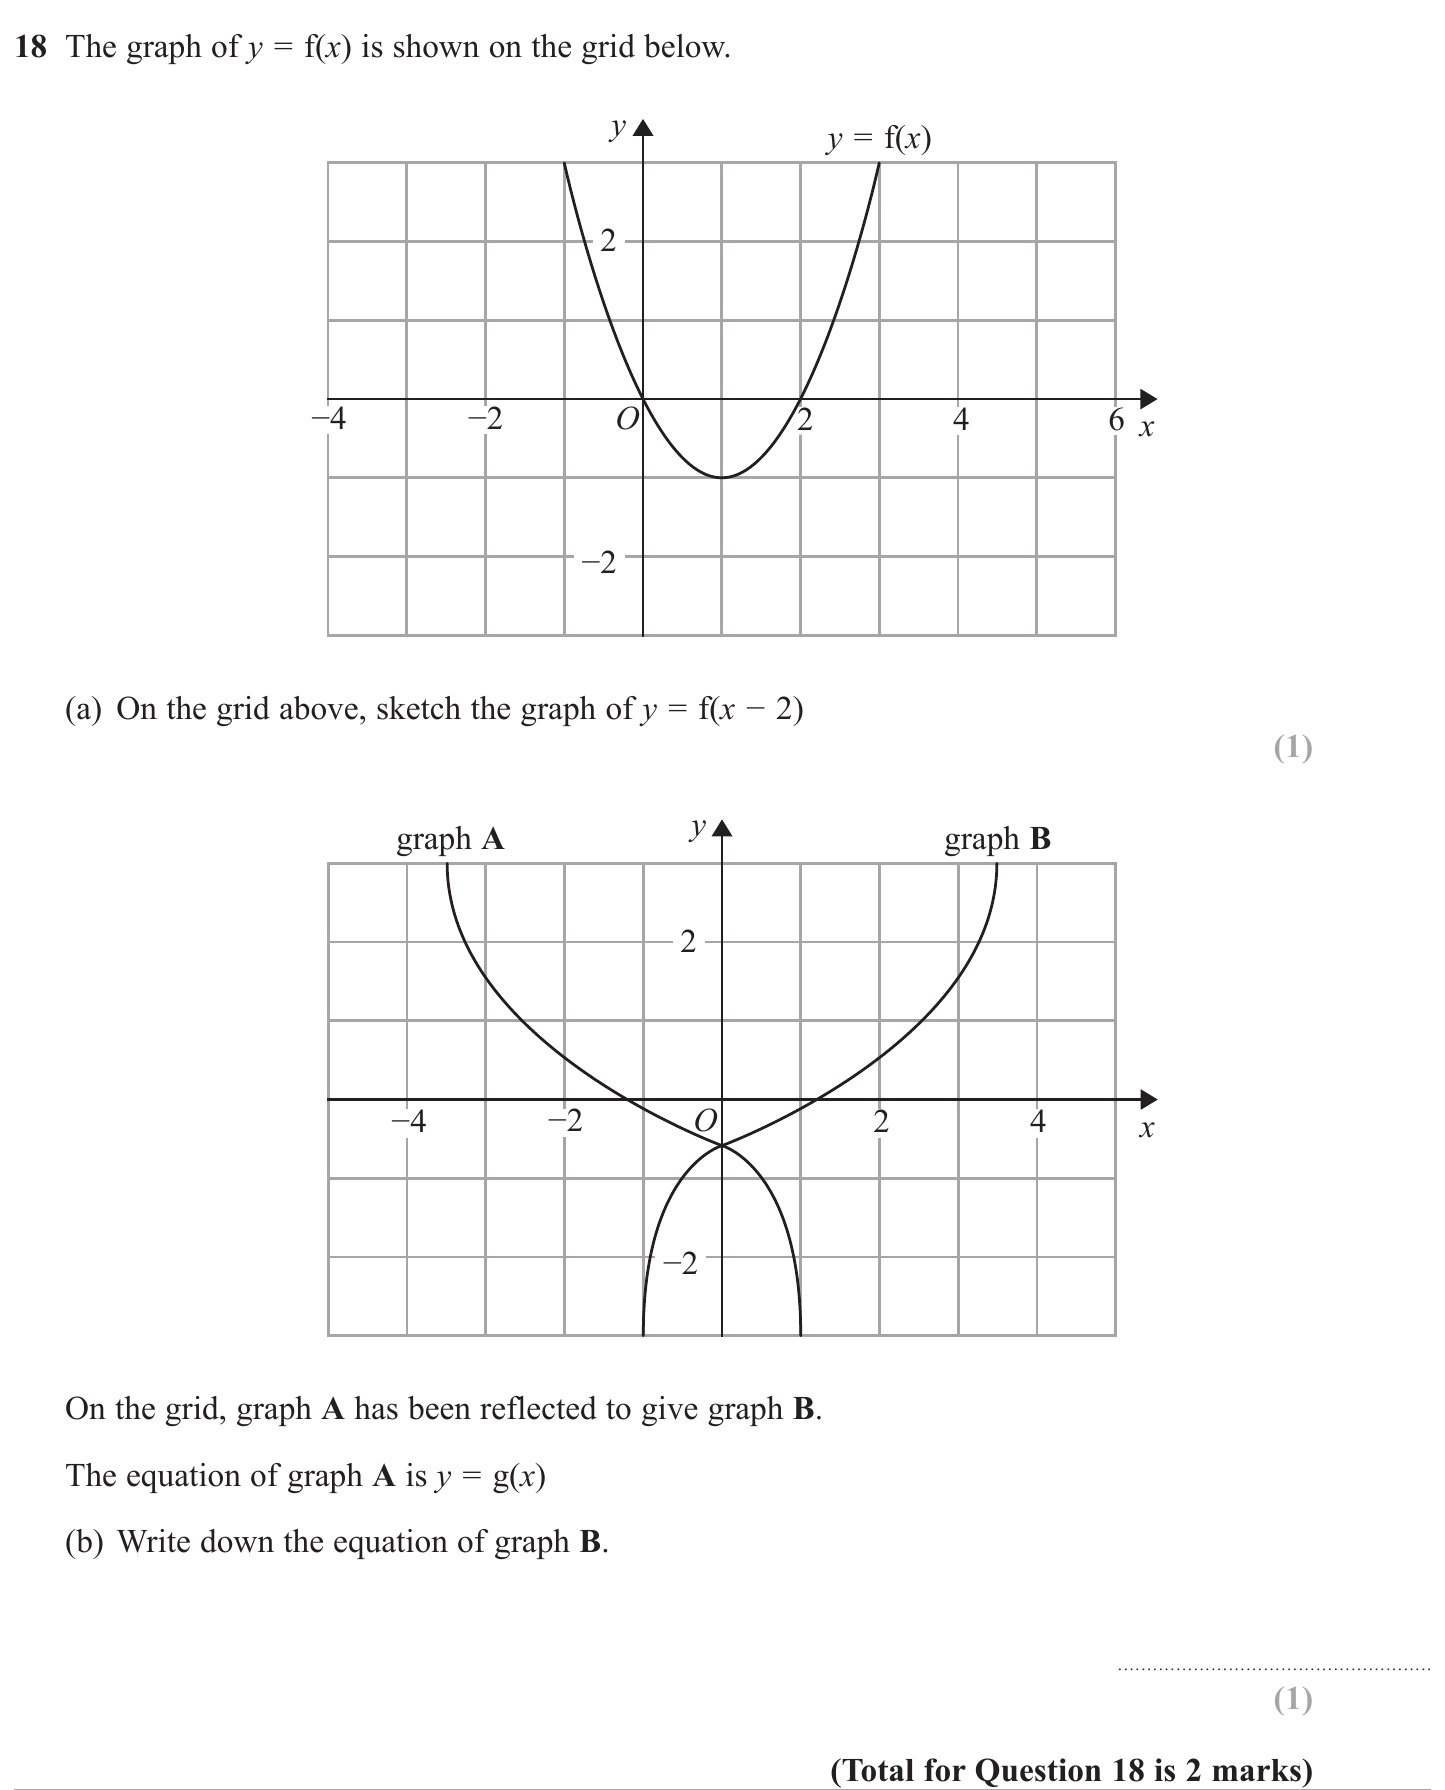 18 The graph of y = f(x) is shown on the grid below.
y
y = f(x)
2
−4
−2
O
2
4
6
x
−2
(a) On the grid above, sketch the graph of y = f(x − 2)
(1)
graph A
y
graph B
2
−4
−2
O
2
4
x
−2
On the grid, graph A has been reflected to give graph B.
The equation of graph A is y = g(x)
(b) Write down the equation of graph B.
(1)
(Total for Question 18 is 2 marks)